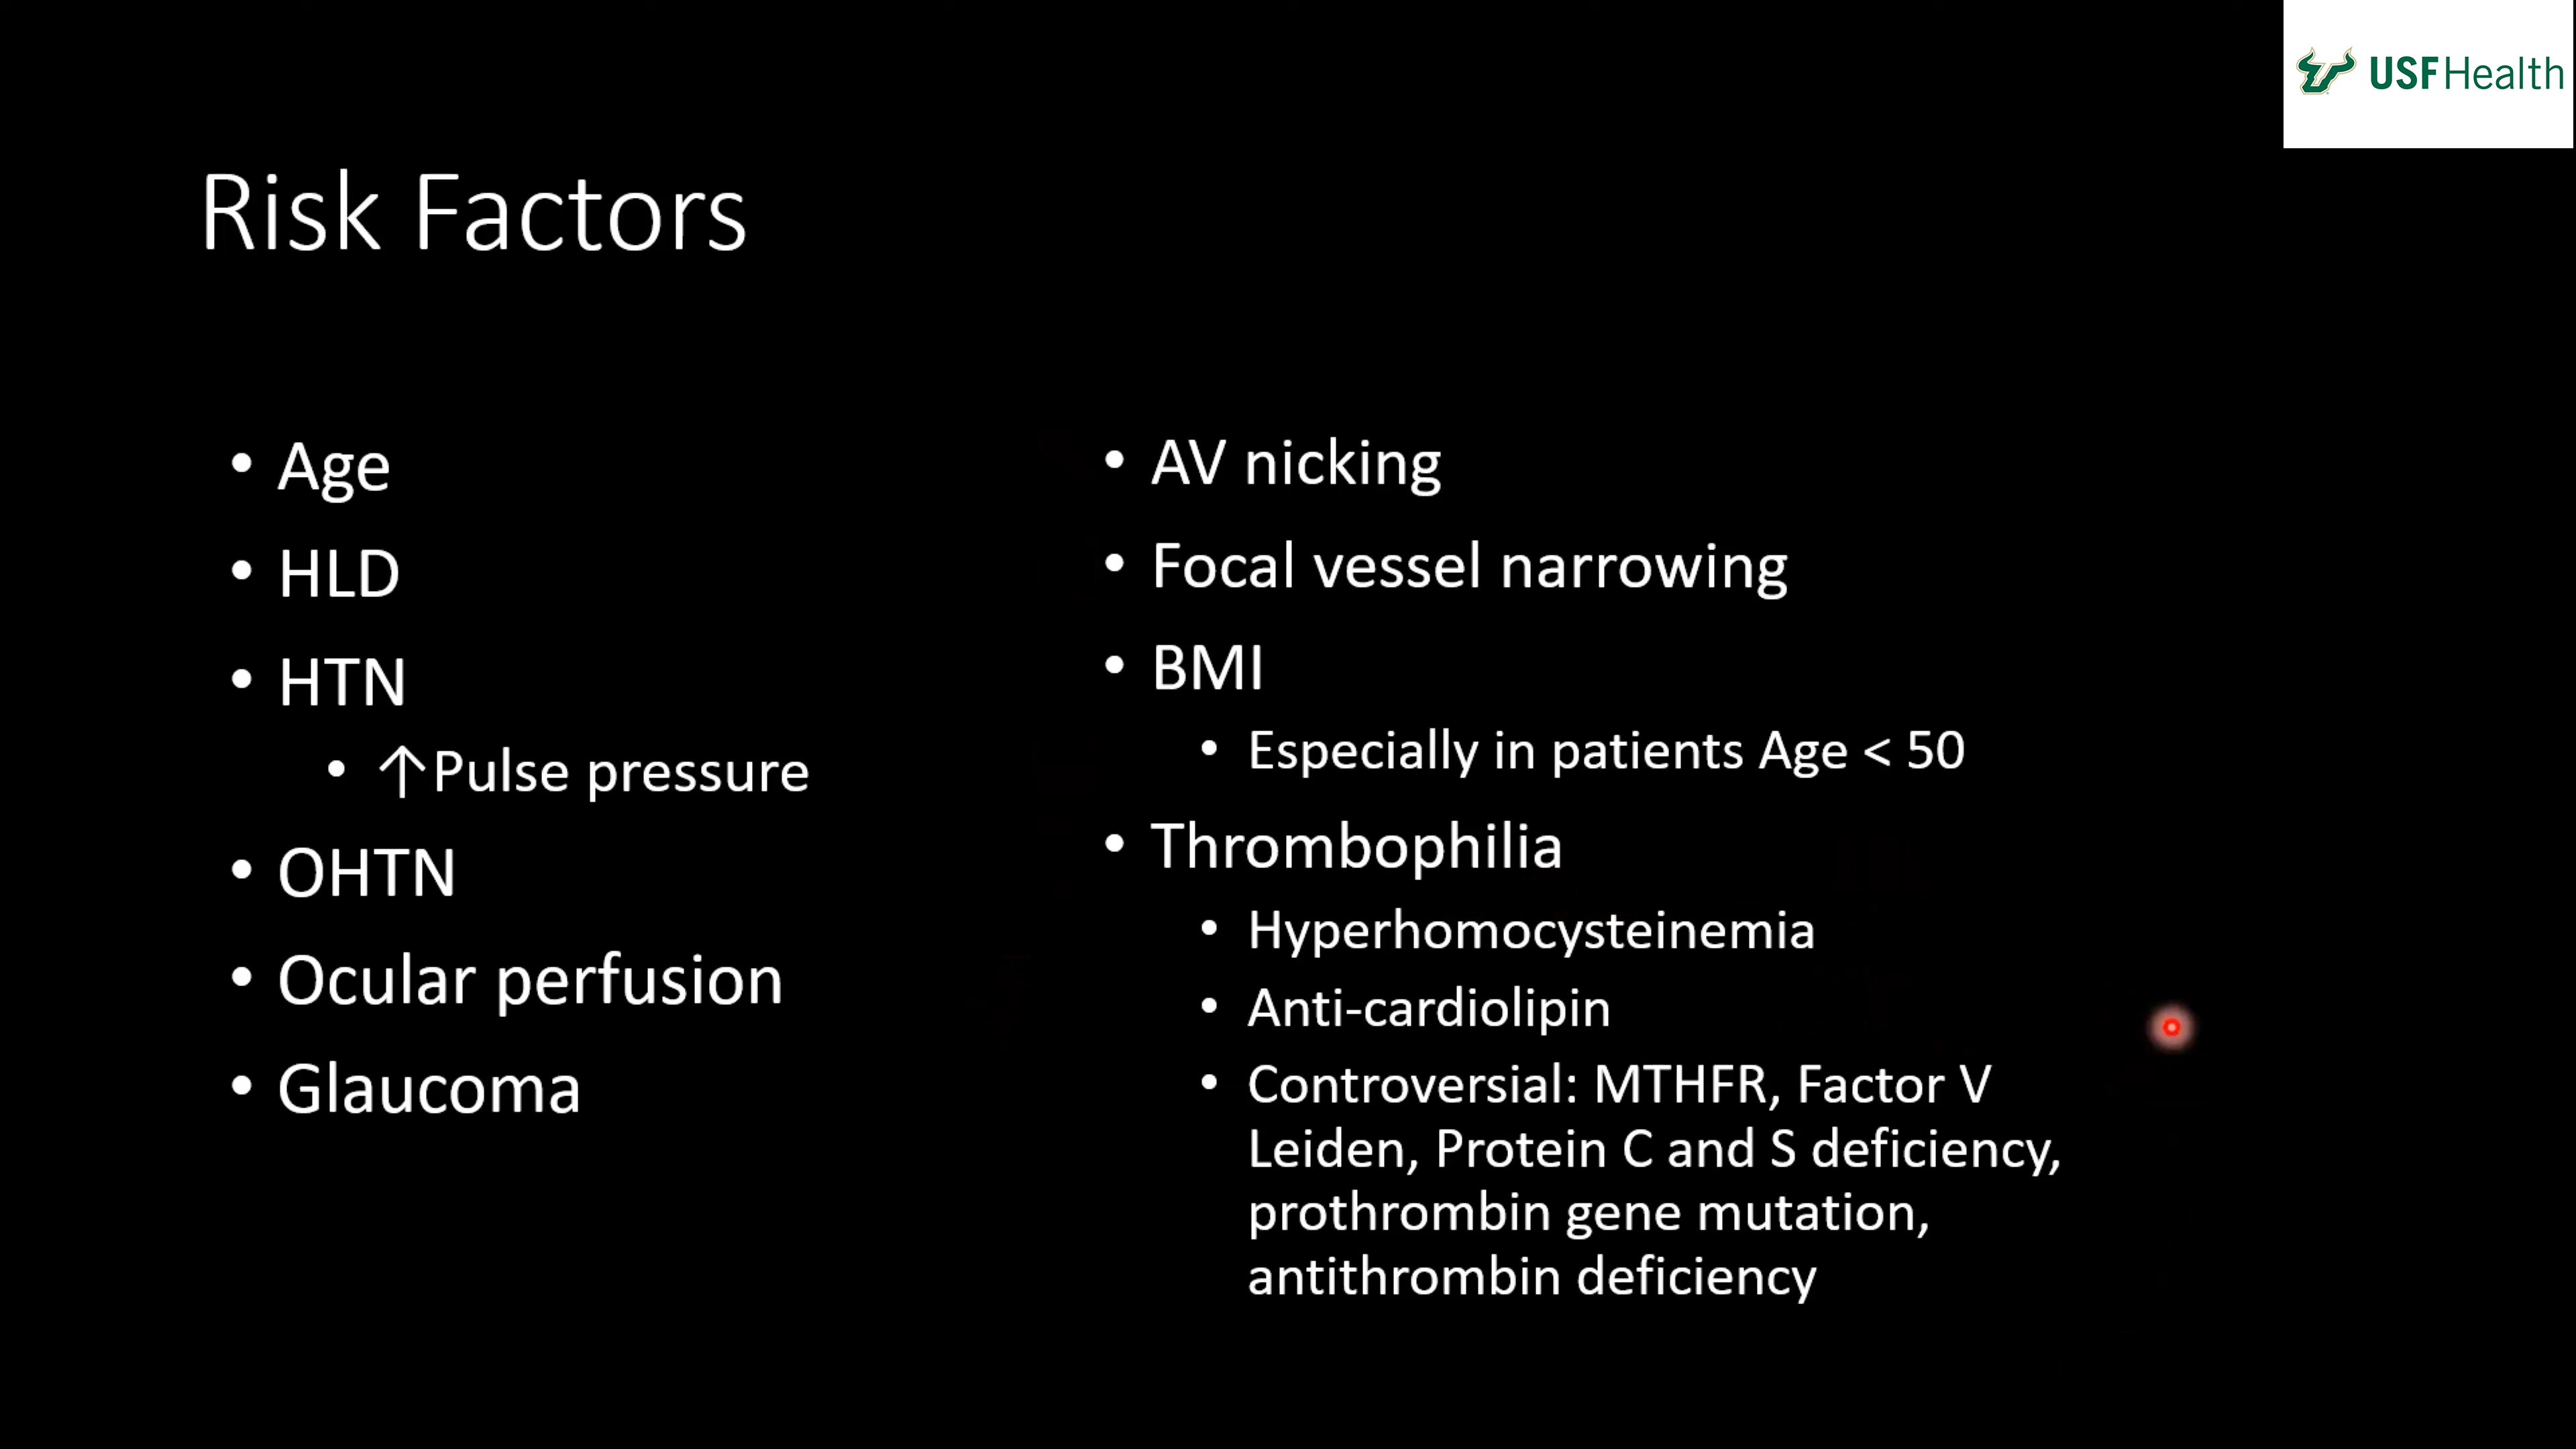 USFHealth
Risk Factors
• Age
• HLD
• HTN
• ↑Pulse pressure
• OHTN
• Ocular perfusion
• Glaucoma
• AV nicking
• Focal vessel narrowing
• BMI
• Especially in patients Age < 50
• Thrombophilia
• Hyperhomocysteinemia
• Anti-cardiolipin
• Controversial: MTHFR, Factor V
Leiden, Protein C and S deficiency,
prothrombin gene mutation,
antithrombin deficiency